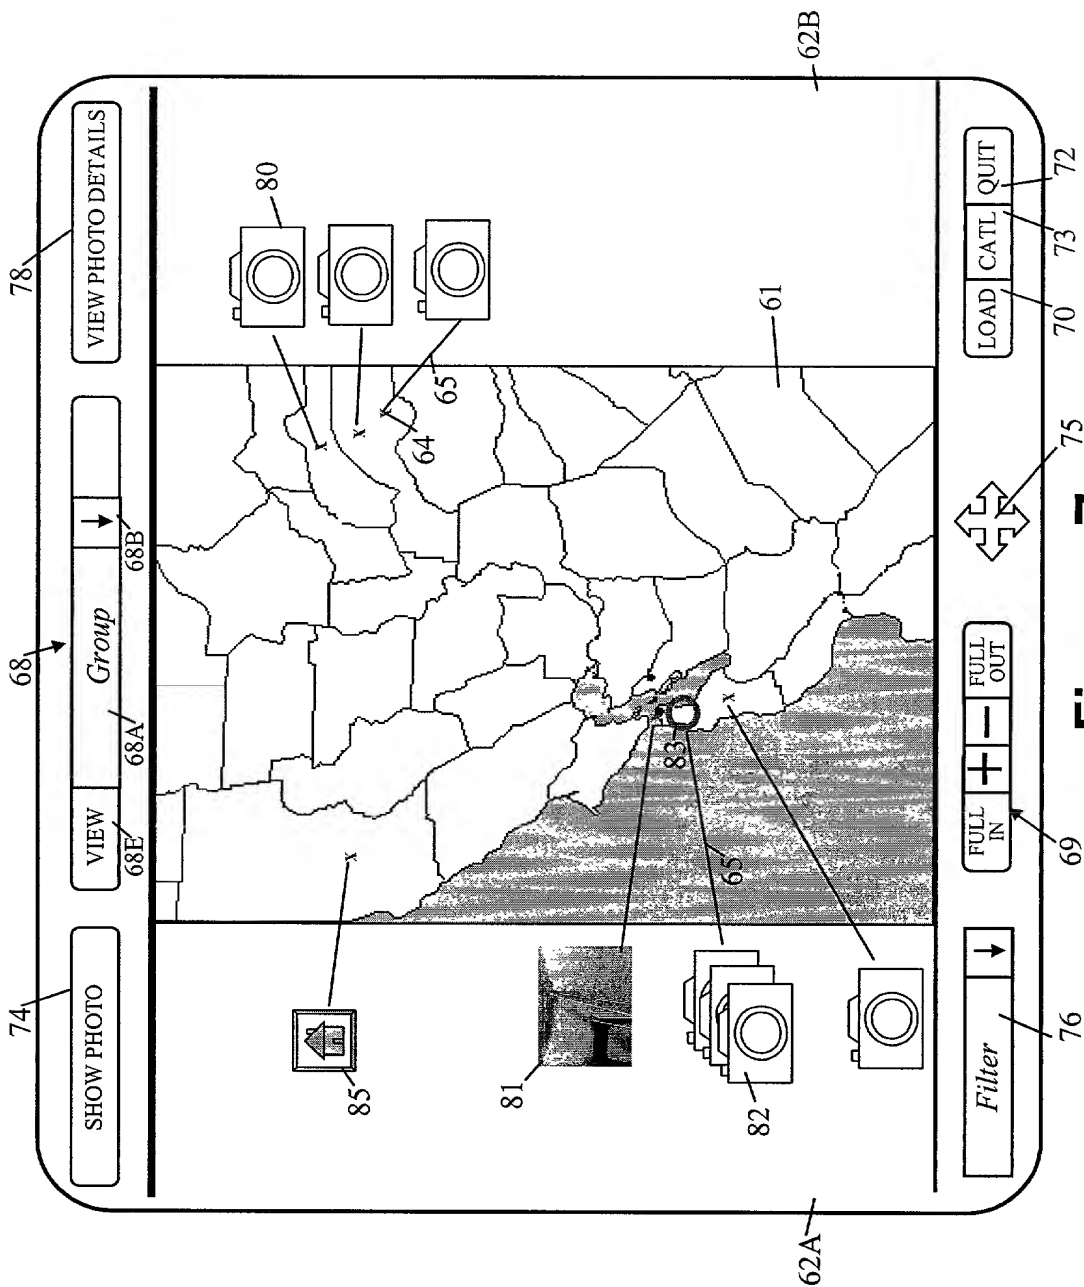 74
68
78
SHOW PHOTO
VIEW
Group
VIEW PHOTO DETAILS
68E
68A
68B
80
85
x
x
x
x
64
65
81
83
65
x
82
61
62A
62B
Filter
FULL
IN
+
−
FULL
OUT
LOAD
CATL
QUIT
76
69
75
70
73
72